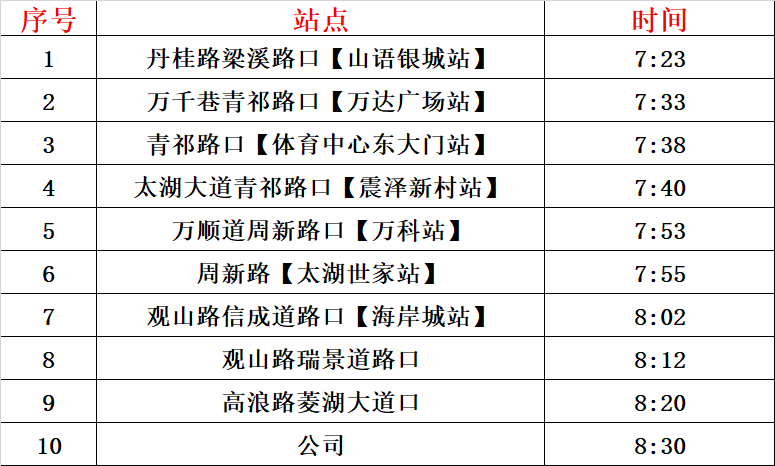 序号 站点 时间
1 丹桂路梁溪路口【山语银城站】 7:23
2 万千巷青祁路口【万达广场站】 7:33
3 青祁路口【体育中心东大门站】 7:38
4 太湖大道青祁路口【震泽新村站】 7:40
5 万顺道周新路口【万科站】 7:53
6 周新路【太湖世家站】 7:55
7 观山路信成道路口【海岸城站】 8:02
8 观山路瑞景道路口 8:12
9 高浪路菱湖大道口 8:20
10 公司 8:30